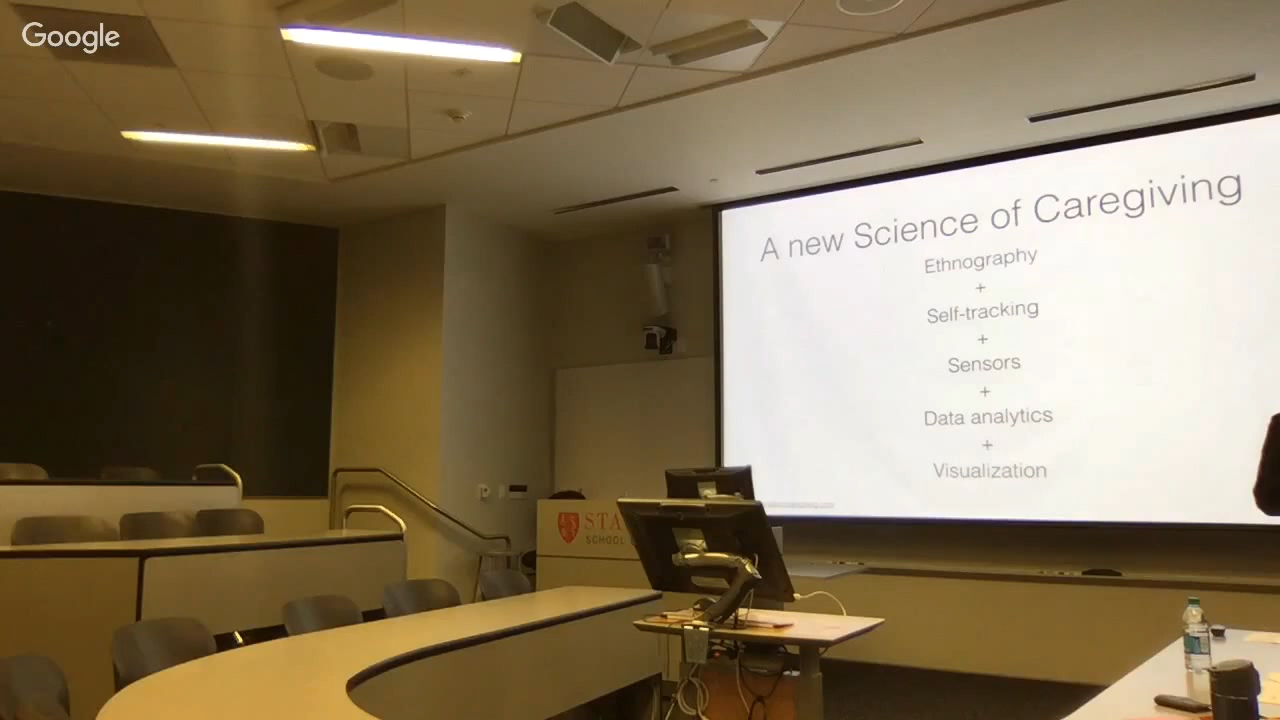 Google
A new Science of Caregiving
Ethnography
+
Self-tracking
+
Sensors
+
Data analytics
+
Visualization
STA
SCHOOL